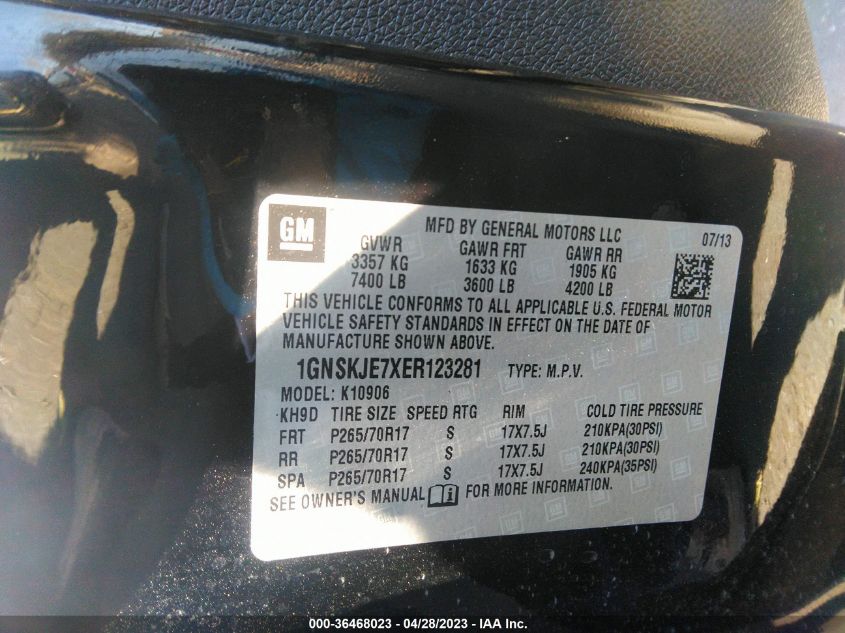 GM
MFD BY GENERAL MOTORS LLC
07/13
GVWR GAWR FRT GAWR RR
3357 KG 1633 KG 1905 KG
7400 LB 3600 LB 4200 LB
THIS VEHICLE CONFORMS TO ALL APPLICABLE U.S. FEDERAL MOTOR
VEHICLE SAFETY STANDARDS IN EFFECT ON THE DATE OF
MANUFACTURE SHOWN ABOVE.
1GNSKJE7XER123281 TYPE: M.P.V.
MODEL: K10906
KH9D TIRE SIZE SPEED RTG RIM COLD TIRE PRESSURE
FRT P265/70R17 S 17X7.5J 210KPA(30PSI)
RR P265/70R17 S 17X7.5J 210KPA(30PSI)
SPA P265/70R17 S 17X7.5J 240KPA(35PSI)
SEE OWNER'S MANUAL FOR MORE INFORMATION.
000-36468023 - 04/28/2023 - IAA Inc.